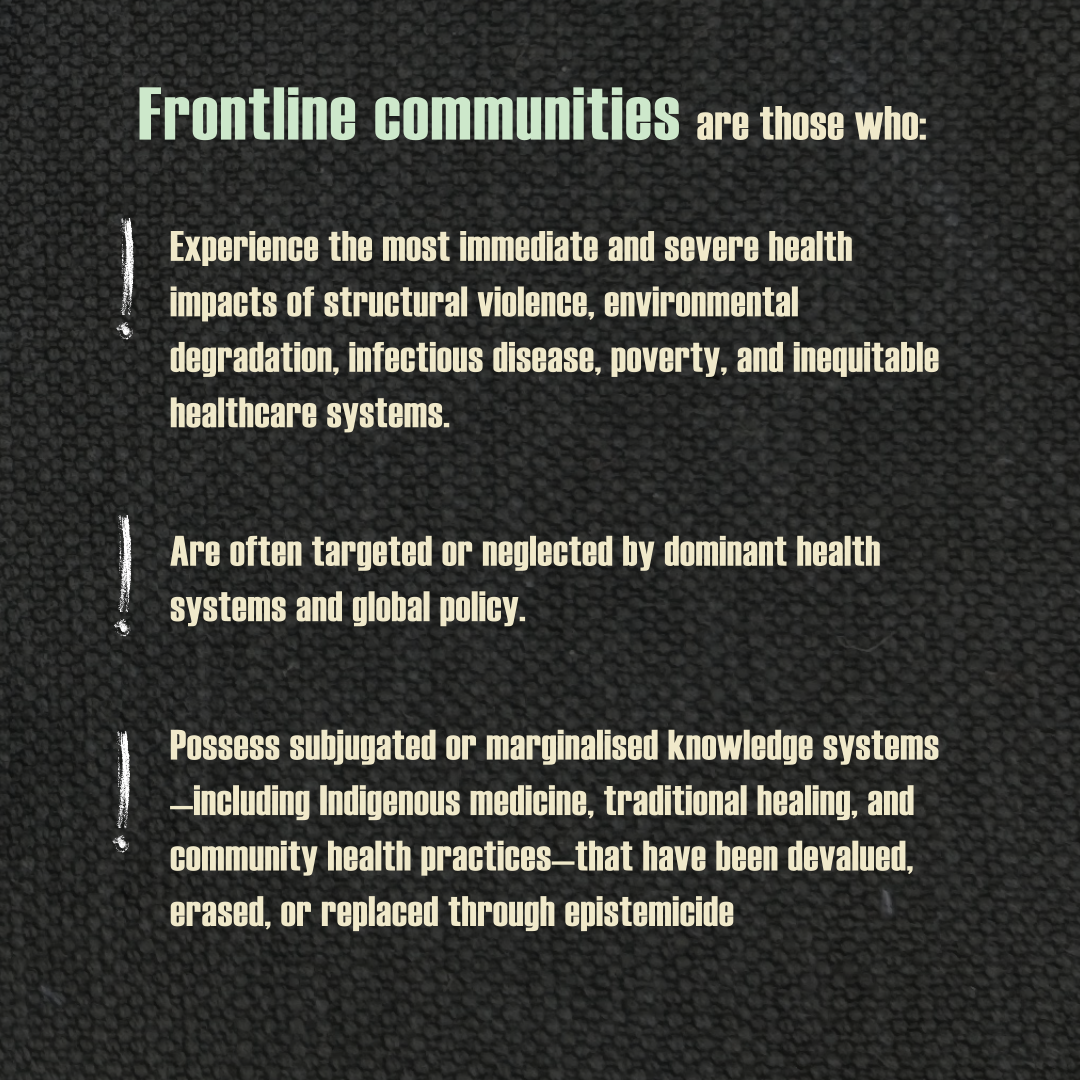 Frontline communities are those who:
Experience the most immediate and severe health
impacts of structural violence, environmental
degradation, infectious disease, poverty, and inequitable
healthcare systems.
Are often targeted or neglected by dominant health
systems and global policy.
Possess subjugated or marginalised knowledge systems
—including Indigenous medicine, traditional healing, and
community health practices—that have been devalued,
erased, or replaced through epistemicide